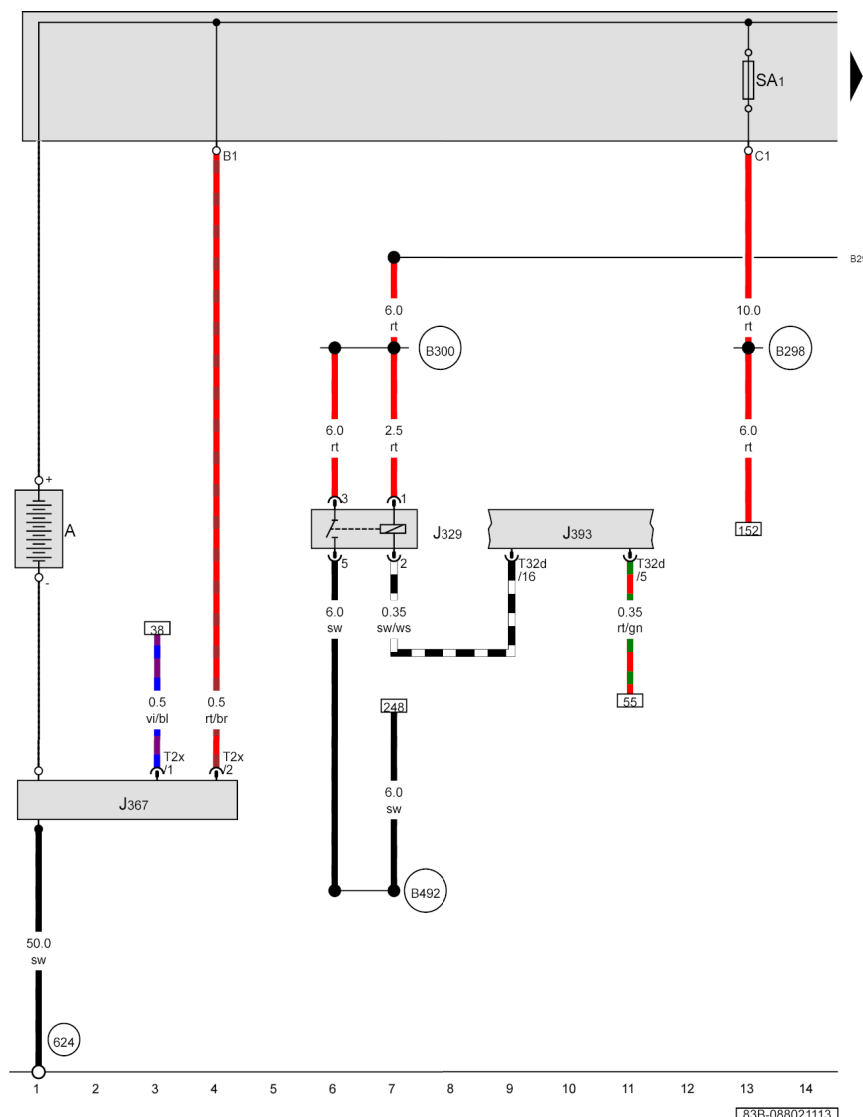 SA1
B1
C1
B29
6.0
rt
10.0
rt
B300
B298
6.0
rt
2.5
rt
6.0
rt
+
A
-
3
1
J329
J393
152
5
2
T32d
/16
T32d
/5
6.0
sw
0.35
sw/ws
0.35
rt/gn
38
248
55
0.5
vi/bl
0.5
rt/br
T2x
/1
T2x
/2
J367
6.0
sw
B492
50.0
sw
624
1 2 3 4 5 6 7 8 9 10 11 12 13 14
83B-088021113